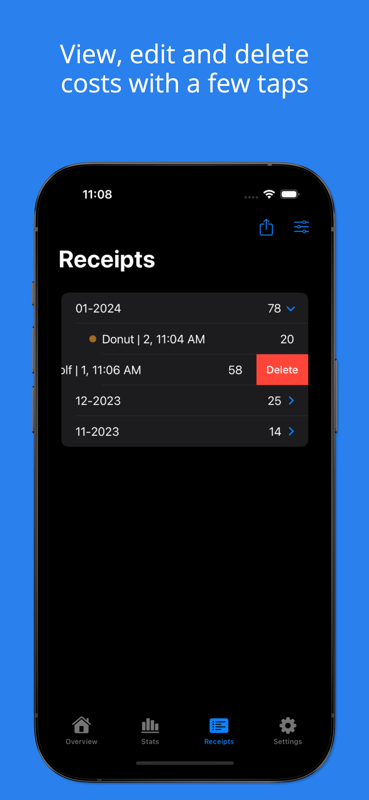 View, edit and delete
costs with a few taps
11:08
Receipts
01-2024 78
Donut | 2, 11:04 AM 20
olf | 1, 11:06 AM 58 Delete
12-2023 25
11-2023 14
Overview Stats Receipts Settings